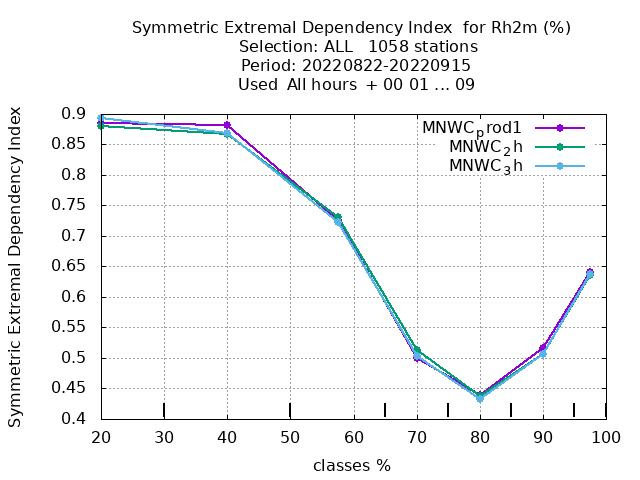 Symmetric Extremal Dependency Index  for Rh2m (%)
Selection: ALL   1058 stations
Period: 20220822-20220915
Used  All hours  + 00 01 ... 09
Symmetric Extremal Dependency Index
0.9
0.85
0.8
0.75
0.7
0.65
0.6
0.55
0.5
0.45
0.4
MNWC_prod1
MNWC_2h
MNWC_3h
20 30 40 50 60 70 80 90 100
classes %